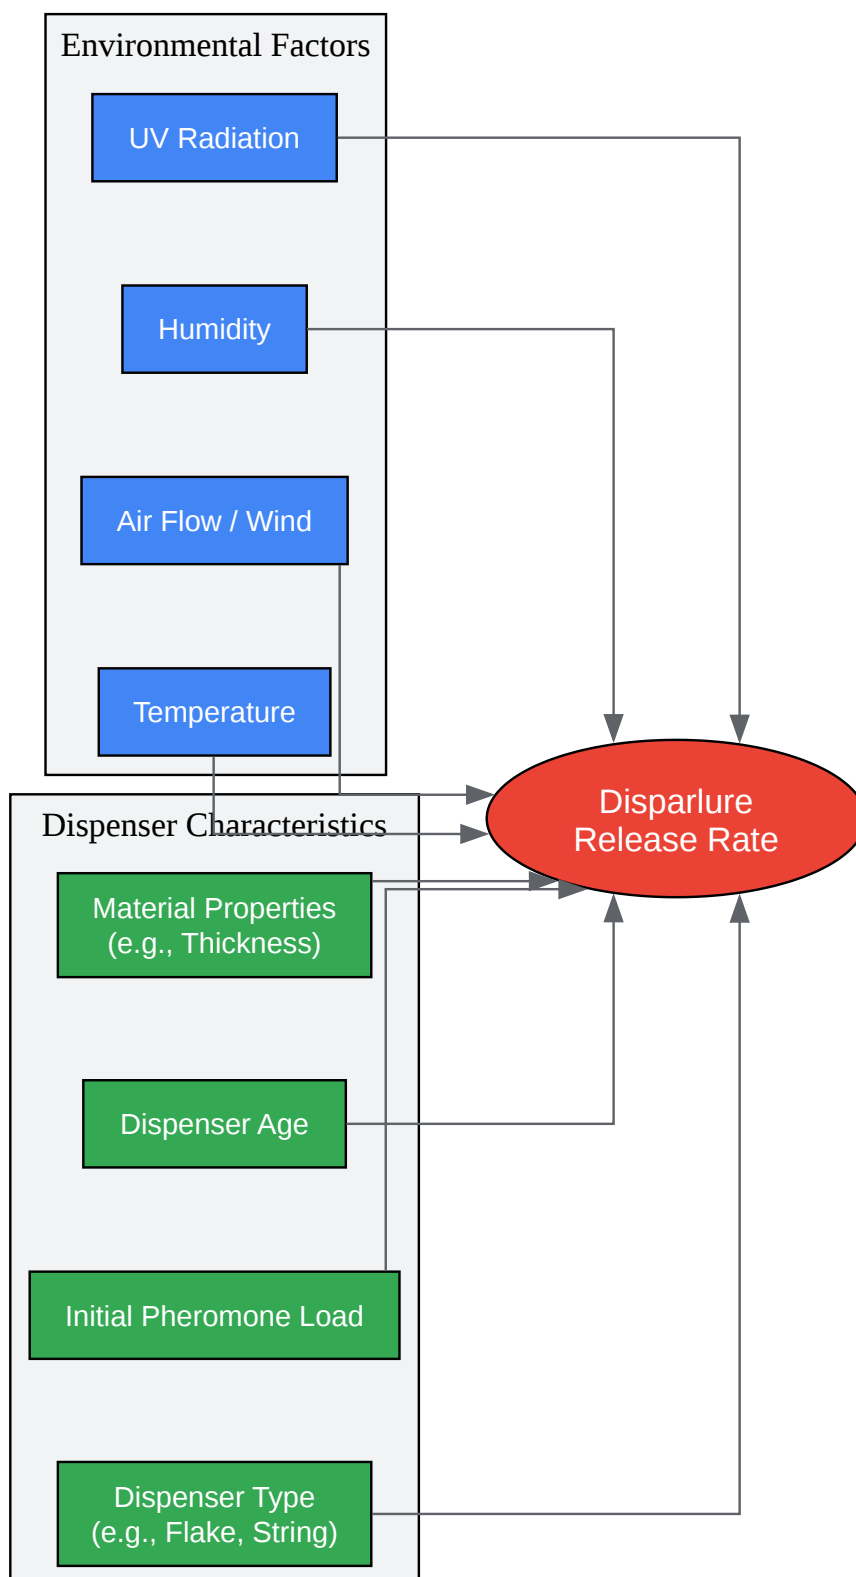 Environmental Factors
UV Radiation
Humidity
Air Flow / Wind
Temperature
Disparlure
Release Rate
Dispenser Characteristics
Material Properties
(e.g., Thickness)
Dispenser Age
Initial Pheromone Load
Dispenser Type
(e.g., Flake, String)